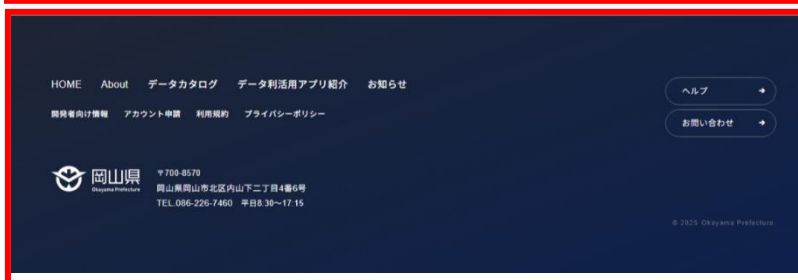 HOME About データカタログ データ利活用アプリ紹介 お知らせ
開発者向け情報 アカウント申請 利用規約 プライバシーポリシー
ヘルプ
お問い合わせ
岡山県
Okayama Prefecture
〒700-8570
岡山県岡山市北区内山下二丁目4番6号
TEL.086-226-7460 平日8:30～17:15
© 2025 Okayama Prefecture.